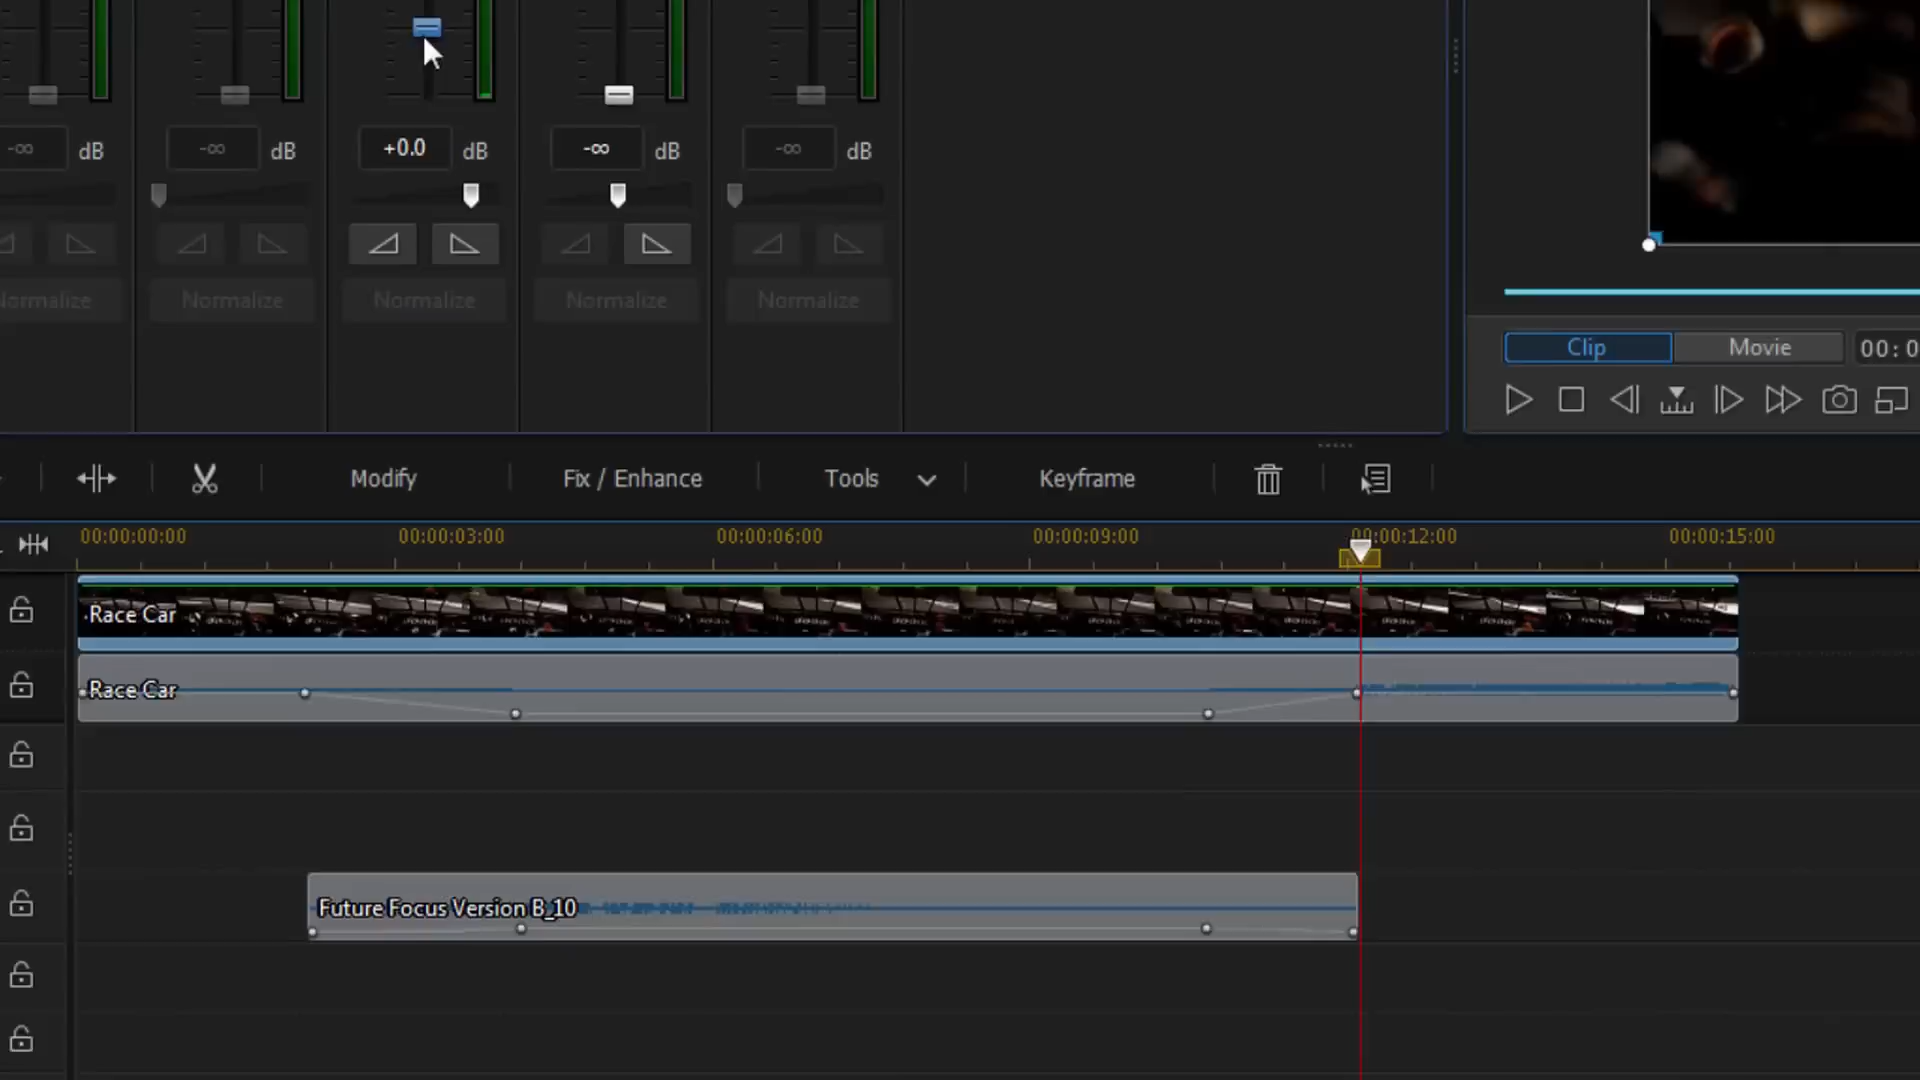 -∞ dB -∞ dB +0.0 dB -∞ dB -∞ dB
Normalize Normalize Normalize Normalize Normalize
Clip Movie 00:0
Modify Fix / Enhance Tools Keyframe
00:00:00:00 00:00:03:00 00:00:06:00 00:00:09:00 00:00:12:00 00:00:15:00
Race Car
Race Car
Future Focus Version B_10